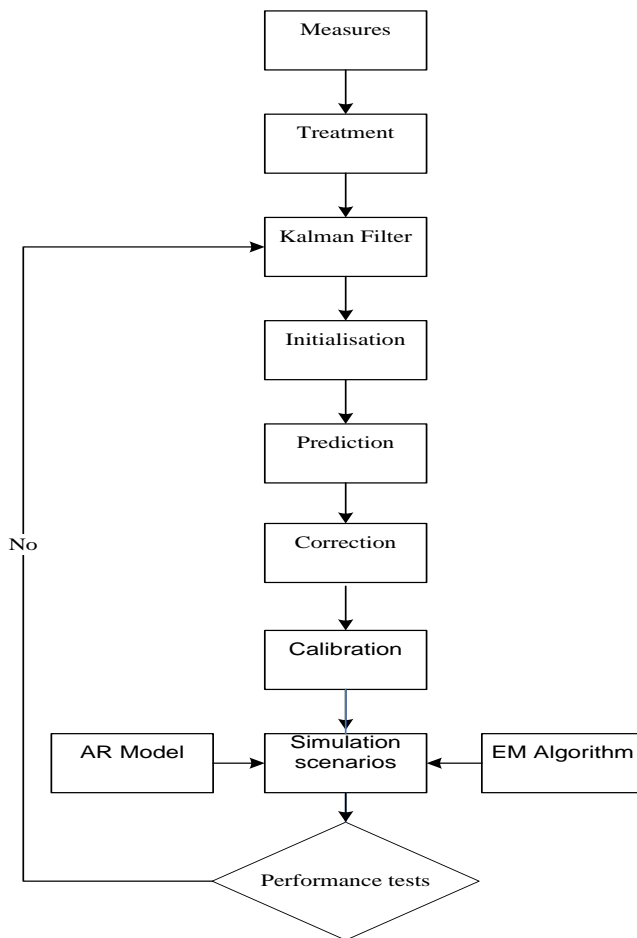 Measures
Treatment
Kalman Filter
Initialisation
Prediction
No
Correction
Calibration
AR Model
Simulation
scenarios
EM Algorithm
Performance tests